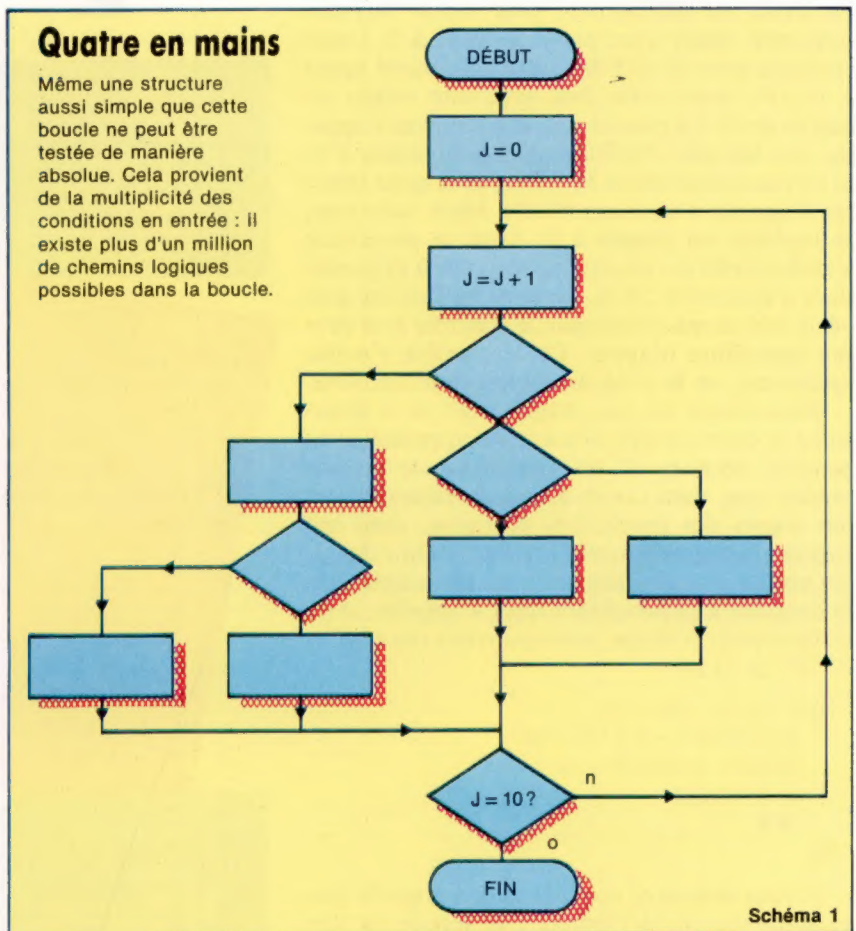 Quatre en mains
Même une structure
aussi simple que cette
boucle ne peut être
testée de manière
absolue. Cela provient
de la multiplicité des
conditions en entrée : il
existe plus d'un million
de chemins logiques
possibles dans la boucle.
DÉBUT
J=0
J=J+1
J=10?
n
o
FIN
Schéma 1